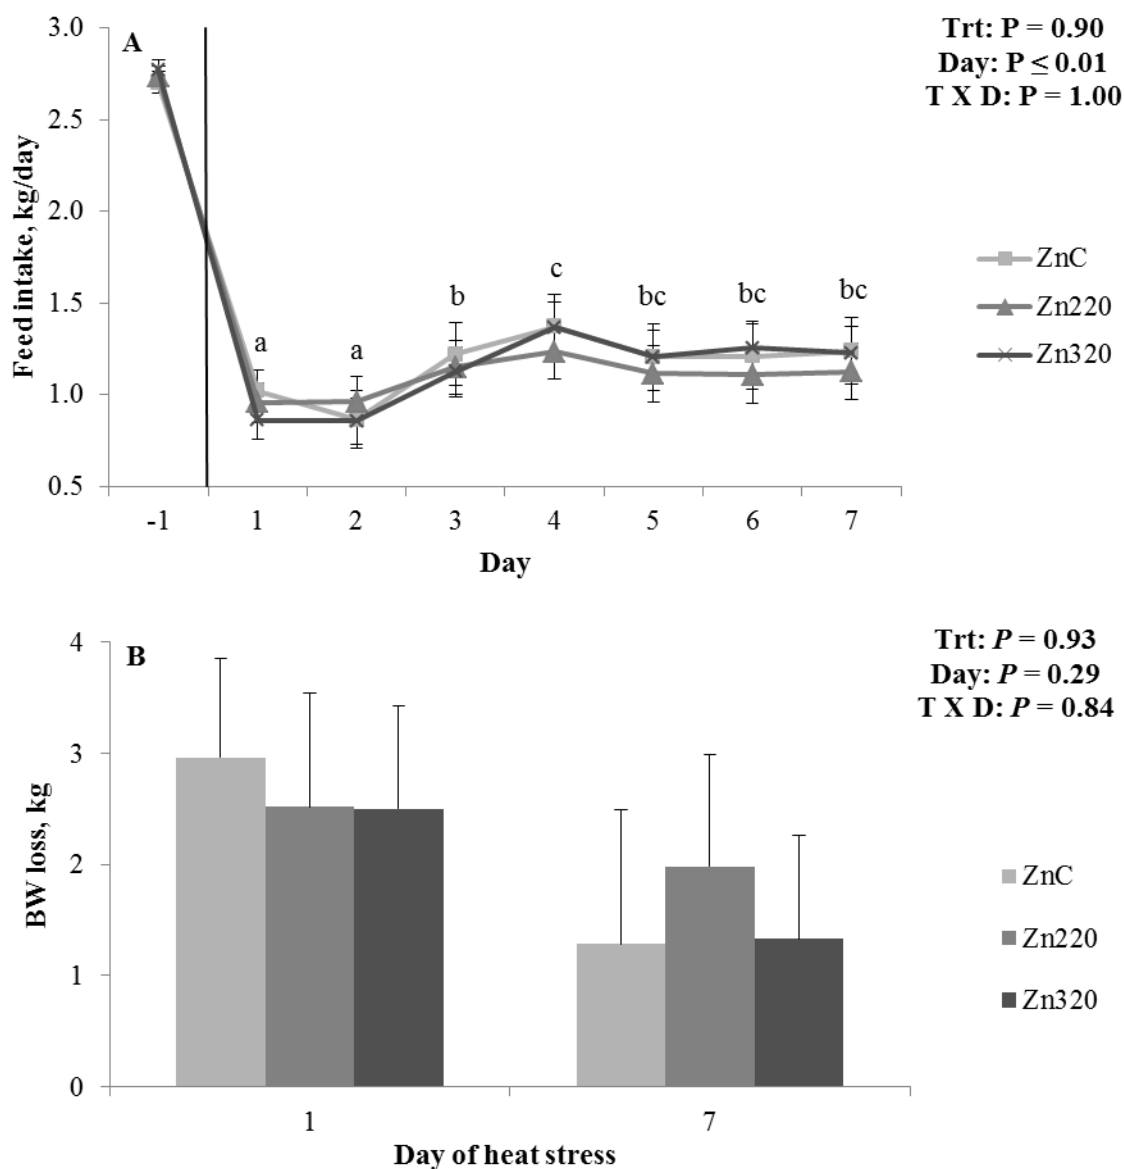 A
Trt: P = 0.90
Day: P ≤ 0.01
T X D: P = 1.00
Feed intake, kg/day
3.0
2.5
2.0
1.5
1.0
0.5
a
a
b
c
bc
bc
bc
ZnC
Zn220
Zn320
-1 1 2 3 4 5 6 7
Day
B
Trt: P = 0.93
Day: P = 0.29
T X D: P = 0.84
BW loss, kg
4
3
2
1
0
ZnC
Zn220
Zn320
1 7
Day of heat stress